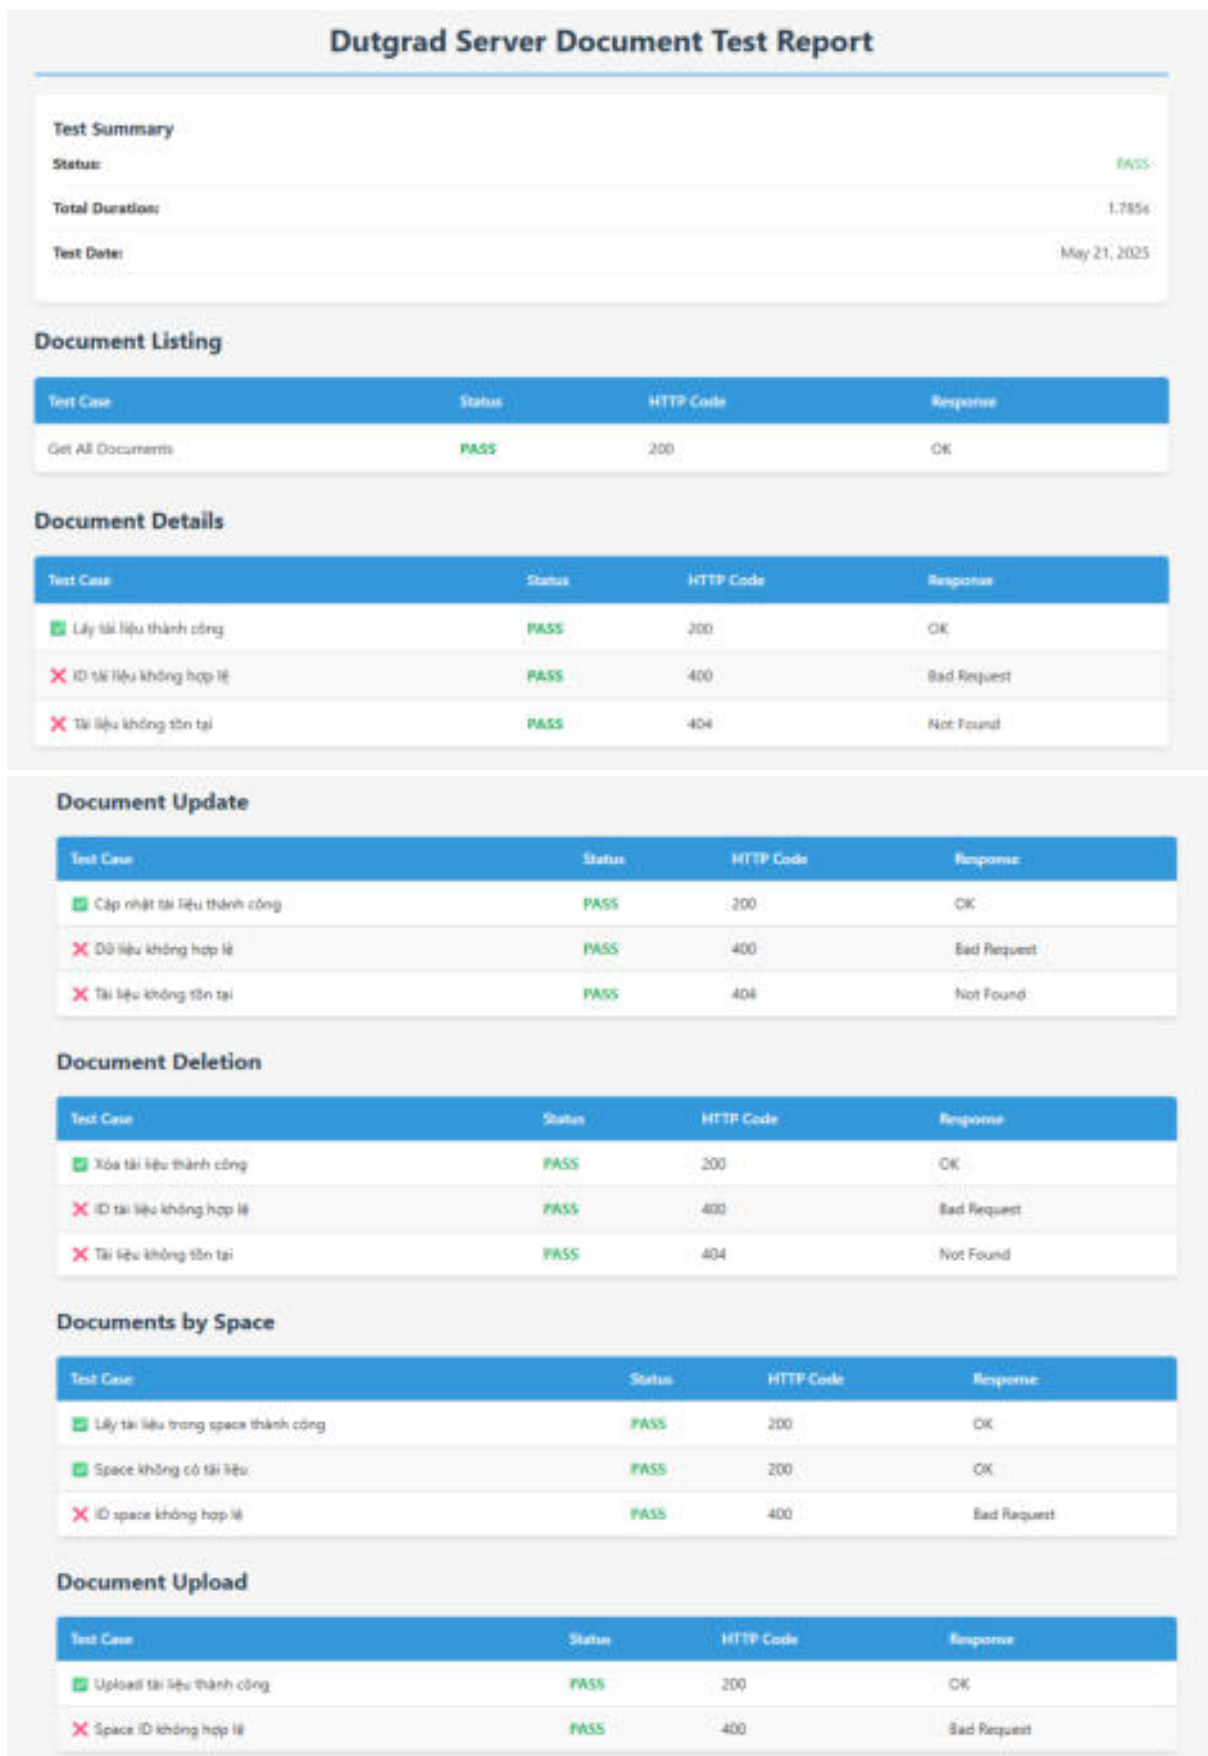 Dutgrad Server Document Test Report
Test Summary
Status: PASS
Total Duration: 1.785s
Test Date: May 21, 2025
Document Listing
Test Case Status HTTP Code Response
Get All Documents PASS 200 OK
Document Details
Test Case Status HTTP Code Response
✅ Lấy tài liệu thành công PASS 200 OK
❌ ID tài liệu không hợp lệ PASS 400 Bad Request
❌ Tài liệu không tồn tại PASS 404 Not Found
Document Update
Test Case Status HTTP Code Response
✅ Cập nhật tài liệu thành công PASS 200 OK
❌ Dữ liệu không hợp lệ PASS 400 Bad Request
❌ Tài liệu không tồn tại PASS 404 Not Found
Document Deletion
Test Case Status HTTP Code Response
✅ Xóa tài liệu thành công PASS 200 OK
❌ ID tài liệu không hợp lệ PASS 400 Bad Request
❌ Tài liệu không tồn tại PASS 404 Not Found
Documents by Space
Test Case Status HTTP Code Response
✅ Lấy tài liệu trong space thành công PASS 200 OK
✅ Space không có tài liệu PASS 200 OK
❌ ID space không hợp lệ PASS 400 Bad Request
Document Upload
Test Case Status HTTP Code Response
✅ Upload tài liệu thành công PASS 200 OK
❌ Space ID không hợp lệ PASS 400 Bad Request